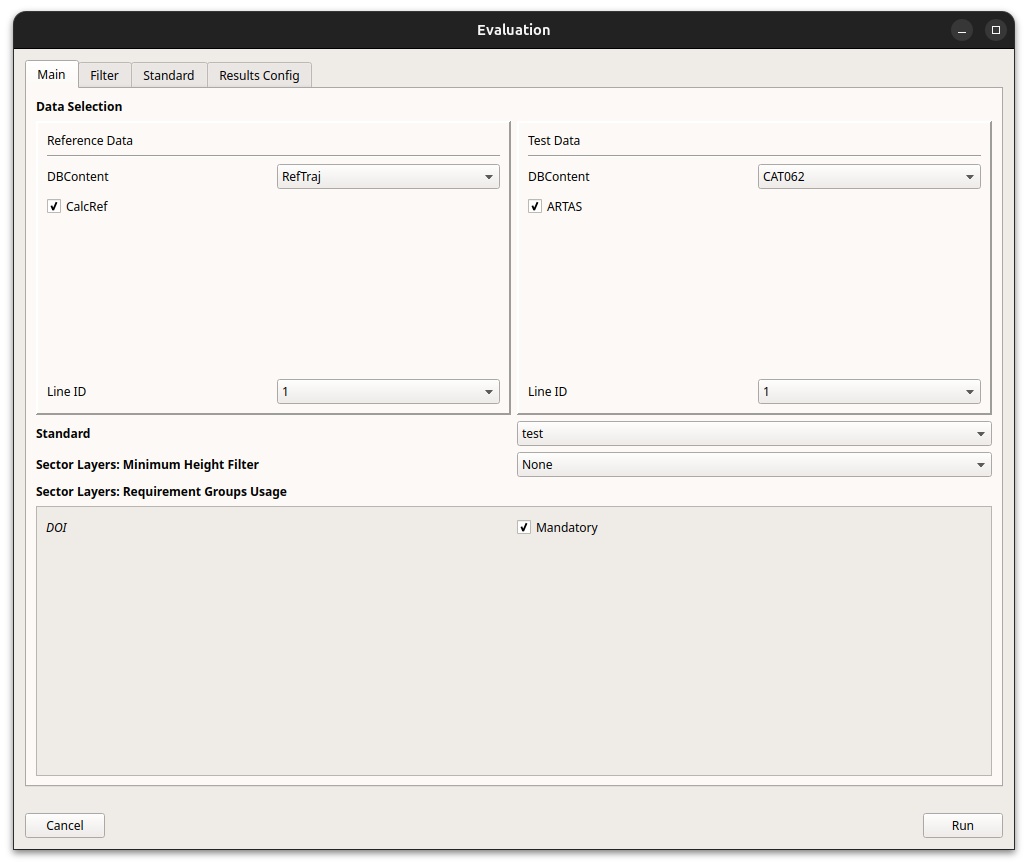 Evaluation
Main Filter Standard Results Config
Data Selection
Reference Data
DBContent RefTraj
CalcRef
Line ID 1
Test Data
DBContent CAT062
ARTAS
Line ID 1
Standard test
Sector Layers: Minimum Height Filter None
Sector Layers: Requirement Groups Usage
DOI Mandatory
Cancel Run